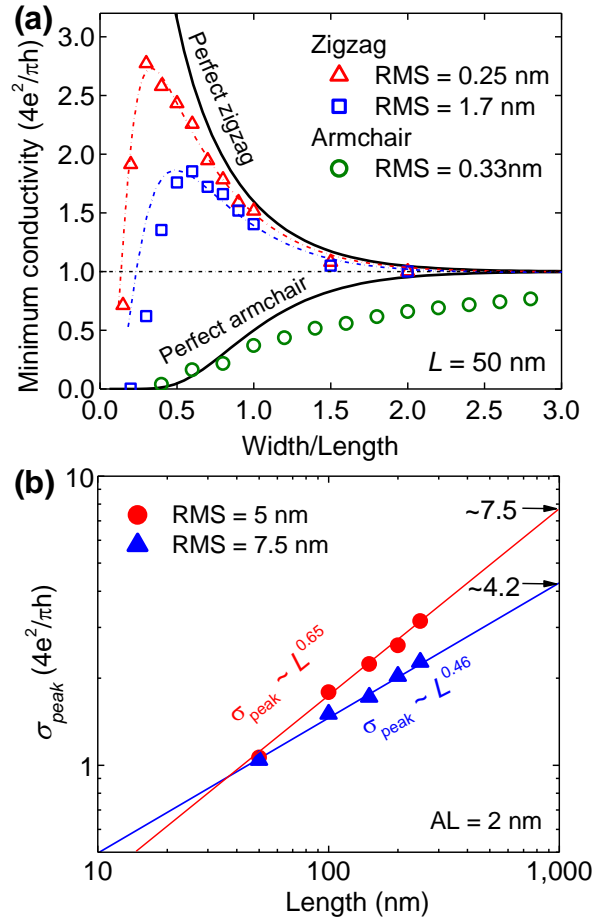 (a)
Minimum conductivity (4e²/πh)
3.0
2.5
2.0
1.5
1.0
0.5
0.0
Zigzag
RMS = 0.25 nm
RMS = 1.7 nm
Armchair
RMS = 0.33nm
Perfect zigzag
Perfect armchair
L = 50 nm
0.0 0.5 1.0 1.5 2.0 2.5 3.0
Width/Length
(b)
σpeak (4e²/πh)
10
1
RMS = 5 nm
RMS = 7.5 nm
~7.5
~4.2
σpeak ~ L^0.65
σpeak ~ L^0.46
AL = 2 nm
10 100 1,000
Length (nm)